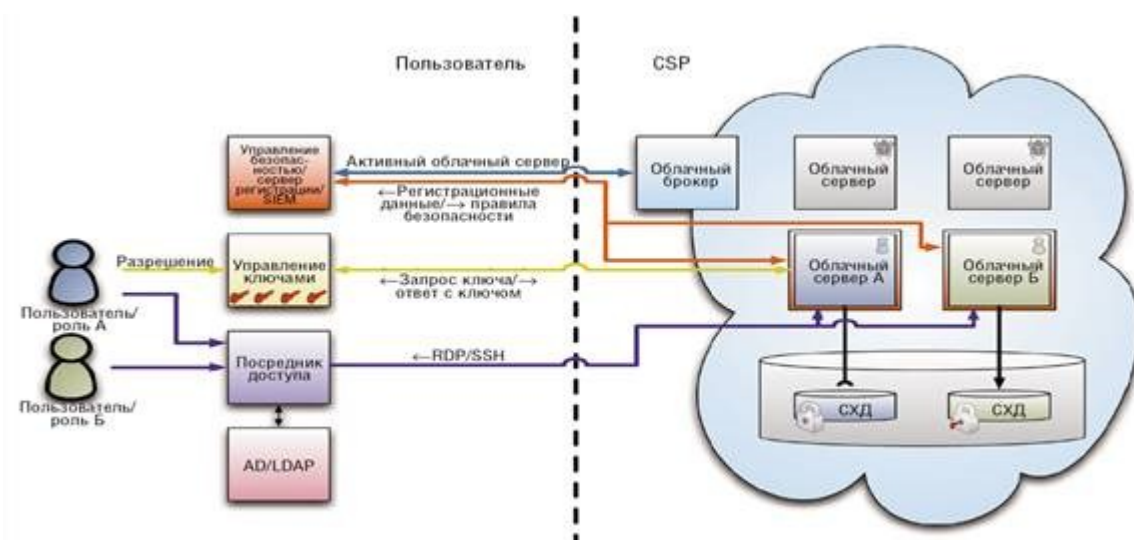 Пользователь
CSP
Управление
безопас-
ностью/
сервер
регистрации/
SIEM
Активный облачный сервер
←Регистрационные
данные/→ правила
безопасности
Облачный
брокер
Облачный
сервер
Облачный
сервер
Разрешение
Управление
ключами
←Запрос ключа/→
ответ с ключом
Облачный
сервер А
Облачный
сервер Б
Пользователь/
роль А
Посредник
доступа
←RDP/SSH
Пользователь/
роль Б
СХД
СХД
AD/LDAP